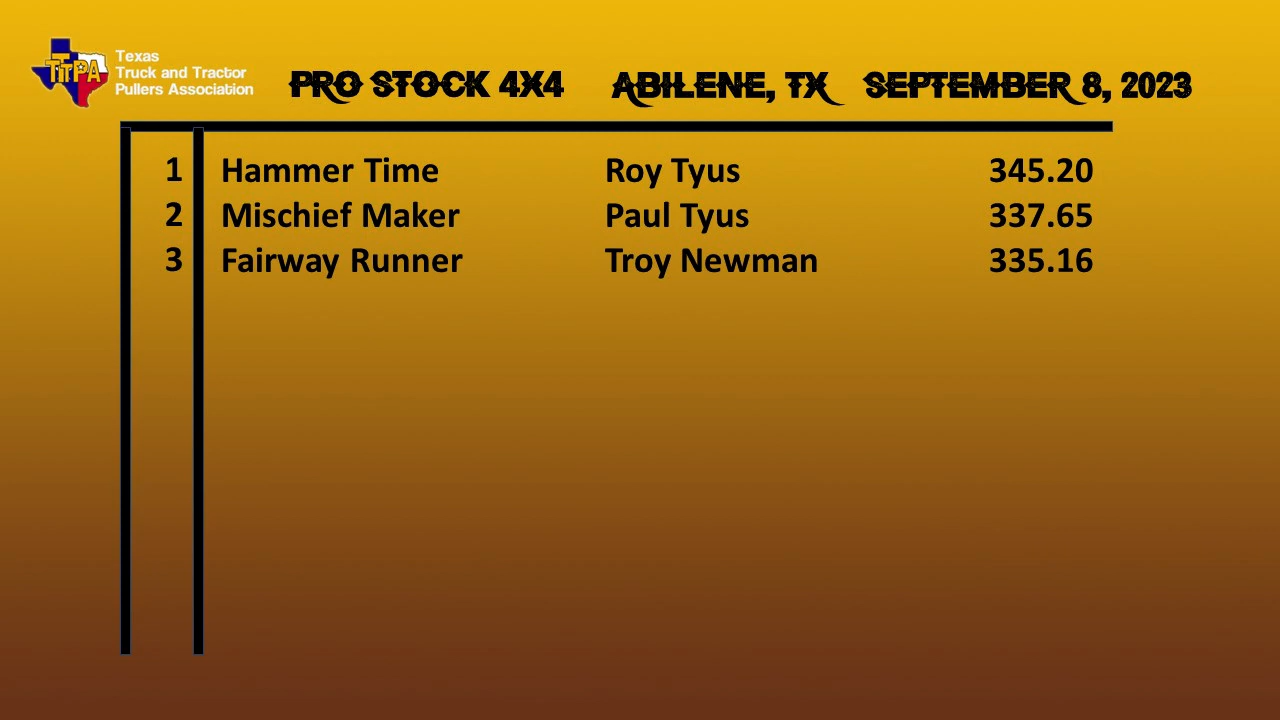 TTTPA
Texas
Truck and Tractor
Pullers Association
PRO STOCK 4X4 ABILENE, TX SEPTEMBER 8, 2023
1 Hammer Time Roy Tyus 345.20
2 Mischief Maker Paul Tyus 337.65
3 Fairway Runner Troy Newman 335.16